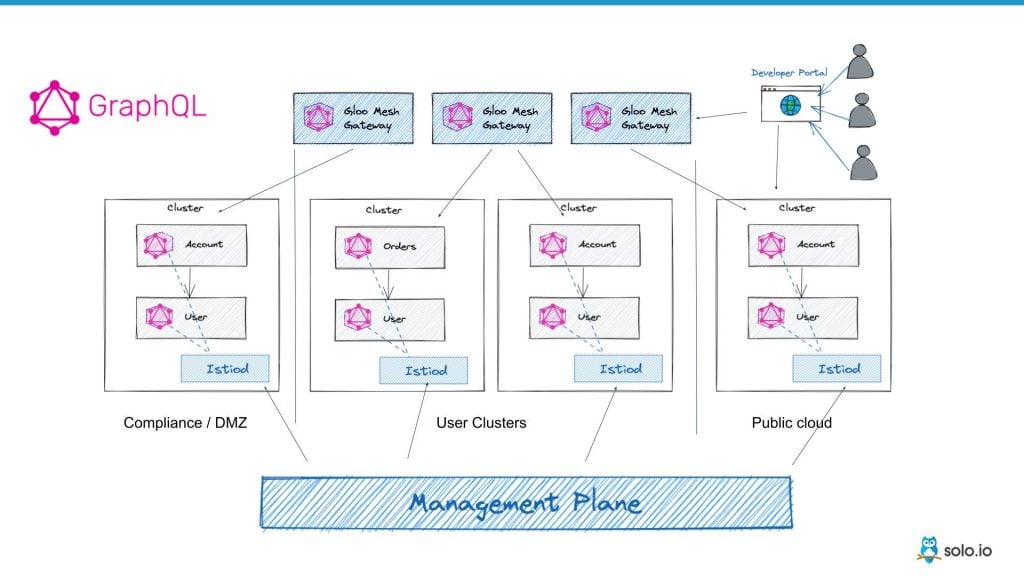 GraphQL
Gloo Mesh
Gateway
Gloo Mesh
Gateway
Gloo Mesh
Gateway
Developer Portal
Cluster
Account
User
Istiod
Cluster
Orders
User
Istiod
Cluster
Account
User
Istiod
Cluster
Account
User
Istiod
Compliance / DMZ
User Clusters
Public cloud
Management Plane
solo.io